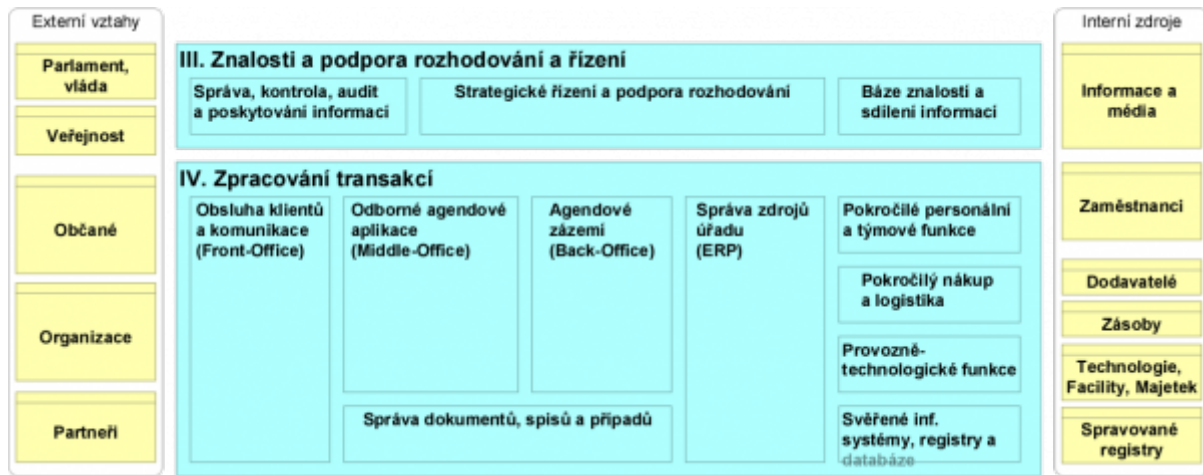 Externí vztahy
Parlament,
vláda
Veřejnost
Občané
Organizace
Partneři
III. Znalosti a podpora rozhodování a řízení
Správa, kontrola, audit
a poskytování informací
Strategické řízení a podpora rozhodování
Báze znalostí a
sdílení informací
IV. Zpracování transakcí
Obsluha klientů
a komunikace
(Front-Office)
Odborné agendové
aplikace
(Middle-Office)
Agendové
zázemí
(Back-Office)
Správa zdrojů
úřadu
(ERP)
Správa dokumentů, spisů a případů
Pokročilé personální
a týmové funkce
Pokročilý nákup
a logistika
Provozně-
technologické funkce
Svěřené inf.
systémy, registry a
databáze
Interní zdroje
Informace a
média
Zaměstnanci
Dodavatelé
Zásoby
Technologie,
Facility, Majetek
Spravované
registry